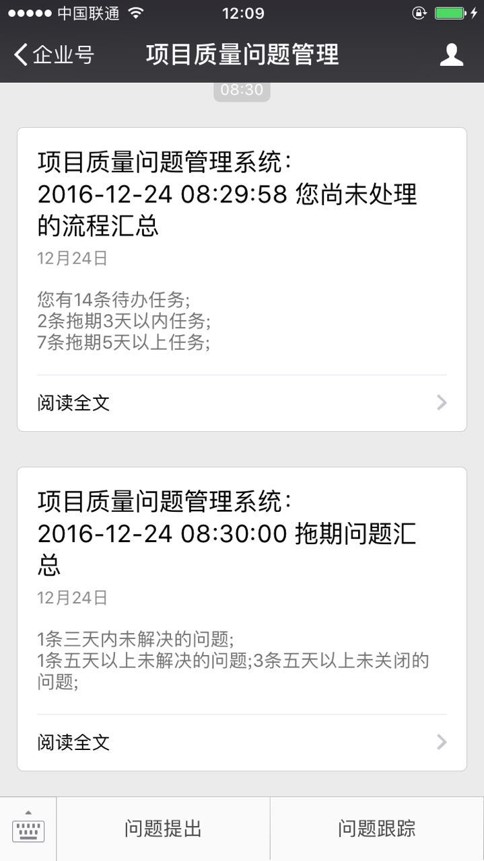 中国联通
12:09
企业号
项目质量问题管理
08:30
项目质量问题管理系统：
2016-12-24 08:29:58 您尚未处理
的流程汇总
12月24日
您有14条待办任务;
2条拖期3天以内任务;
7条拖期5天以上任务;
阅读全文
项目质量问题管理系统：
2016-12-24 08:30:00 拖期问题汇
总
12月24日
1条三天内未解决的问题;
1条五天以上未解决的问题;3条五天以上未关闭的
问题;
阅读全文
问题提出
问题跟踪